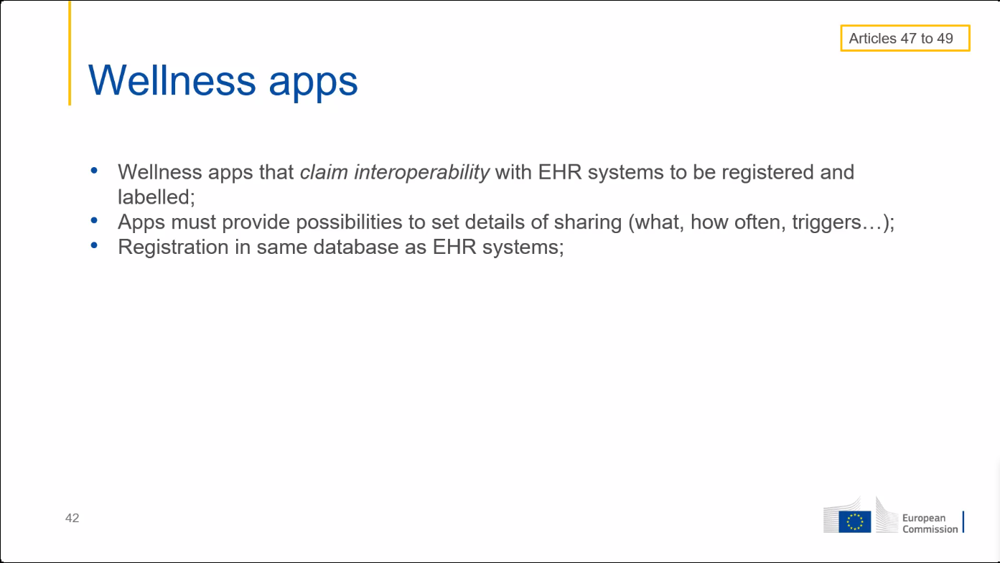 Articles 47 to 49
Wellness apps
• Wellness apps that claim interoperability with EHR systems to be registered and
labelled;
• Apps must provide possibilities to set details of sharing (what, how often, triggers…);
• Registration in same database as EHR systems;
42
European
Commission